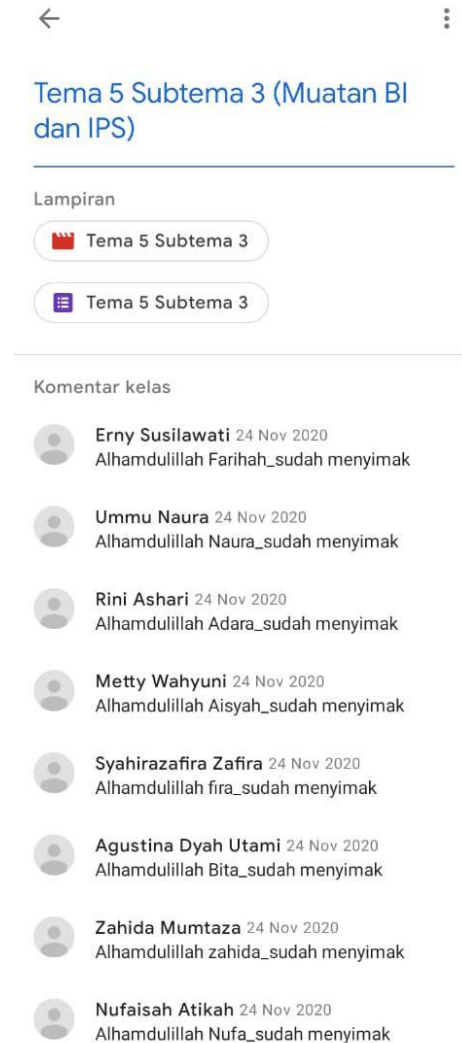 Tema 5 Subtema 3 (Muatan BI
dan IPS)
Lampiran
Tema 5 Subtema 3
Tema 5 Subtema 3
Komentar kelas
Erny Susilawati 24 Nov 2020
Alhamdulillah Farihah_sudah menyimak
Ummu Naura 24 Nov 2020
Alhamdulillah Naura_sudah menyimak
Rini Ashari 24 Nov 2020
Alhamdulillah Adara_sudah menyimak
Metty Wahyuni 24 Nov 2020
Alhamdulillah Aisyah_sudah menyimak
Syahirazafira Zafira 24 Nov 2020
Alhamdulillah fira_sudah menyimak
Agustina Dyah Utami 24 Nov 2020
Alhamdulillah Bita_sudah menyimak
Zahida Mumtaza 24 Nov 2020
Alhamdulillah zahida_sudah menyimak
Nufaisah Atikah 24 Nov 2020
Alhamdulillah Nufa_sudah menyimak